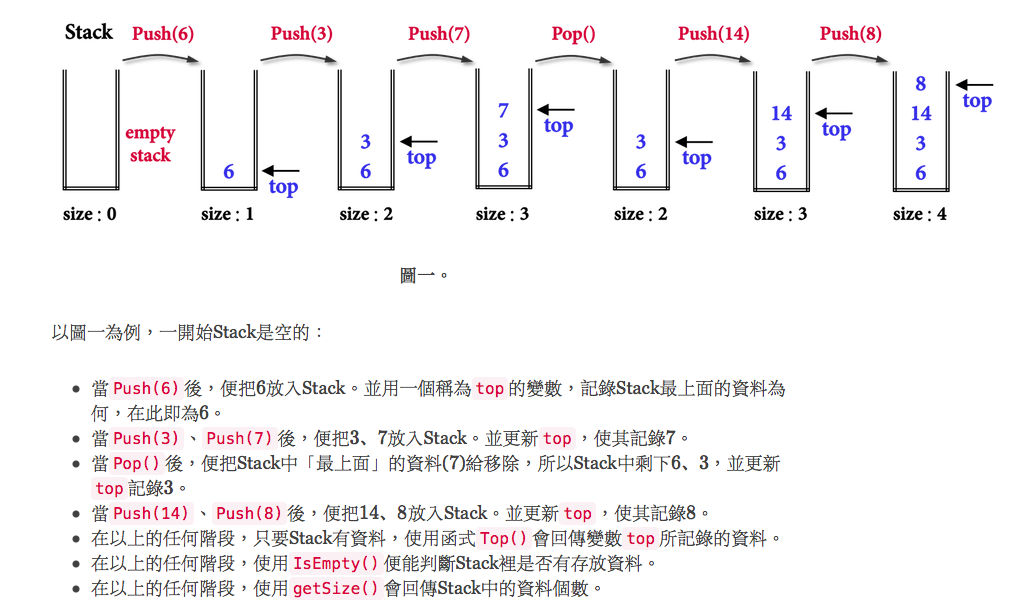 Stack Push(6) Push(3) Push(7) Pop() Push(14) Push(8)
8
7 14 14
top
empty stack
3 3 3 3 3
6 6 6 6 6 6
top top top top top
size : 0 size : 1 size : 2 size : 3 size : 2 size : 3 size : 4
圖一。
以圖一為例，一開始Stack是空的：
當 Push(6) 後，便把6放入Stack。並用一個稱為 top 的變數，記錄Stack最上面的資料為
何，在此即為6。
當 Push(3) 、 Push(7) 後，便把3、7放入Stack。並更新 top ，使其記錄7。
當 Pop() 後，便把Stack中「最上面」的資料(7)給移除，所以Stack中剩下6、3，並更新
top 記錄3。
當 Push(14) 、 Push(8) 後，便把14、8放入Stack。並更新 top ，使其記錄8。
在以上的任何階段，只要Stack有資料，使用函式 Top() 會回傳變數 top 所記錄的資料。
在以上的任何階段，使用 IsEmpty() 便能判斷Stack裡是否有存放資料。
在以上的任何階段，使用 getSize() 會回傳Stack中的資料個數。